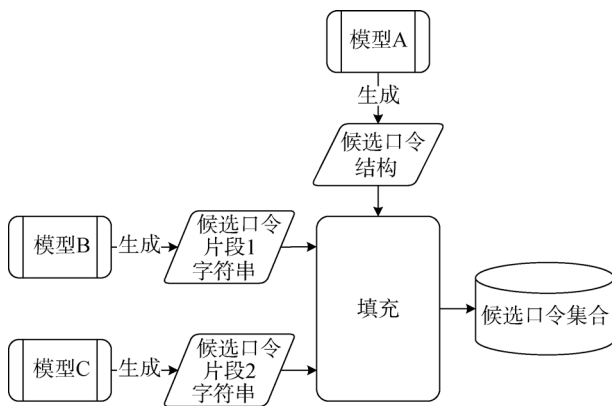 模型A
生成
候选口令
结构
模型B
生成
候选口令
片段1
字符串
填充
候选口令集合
模型C
生成
候选口令
片段2
字符串